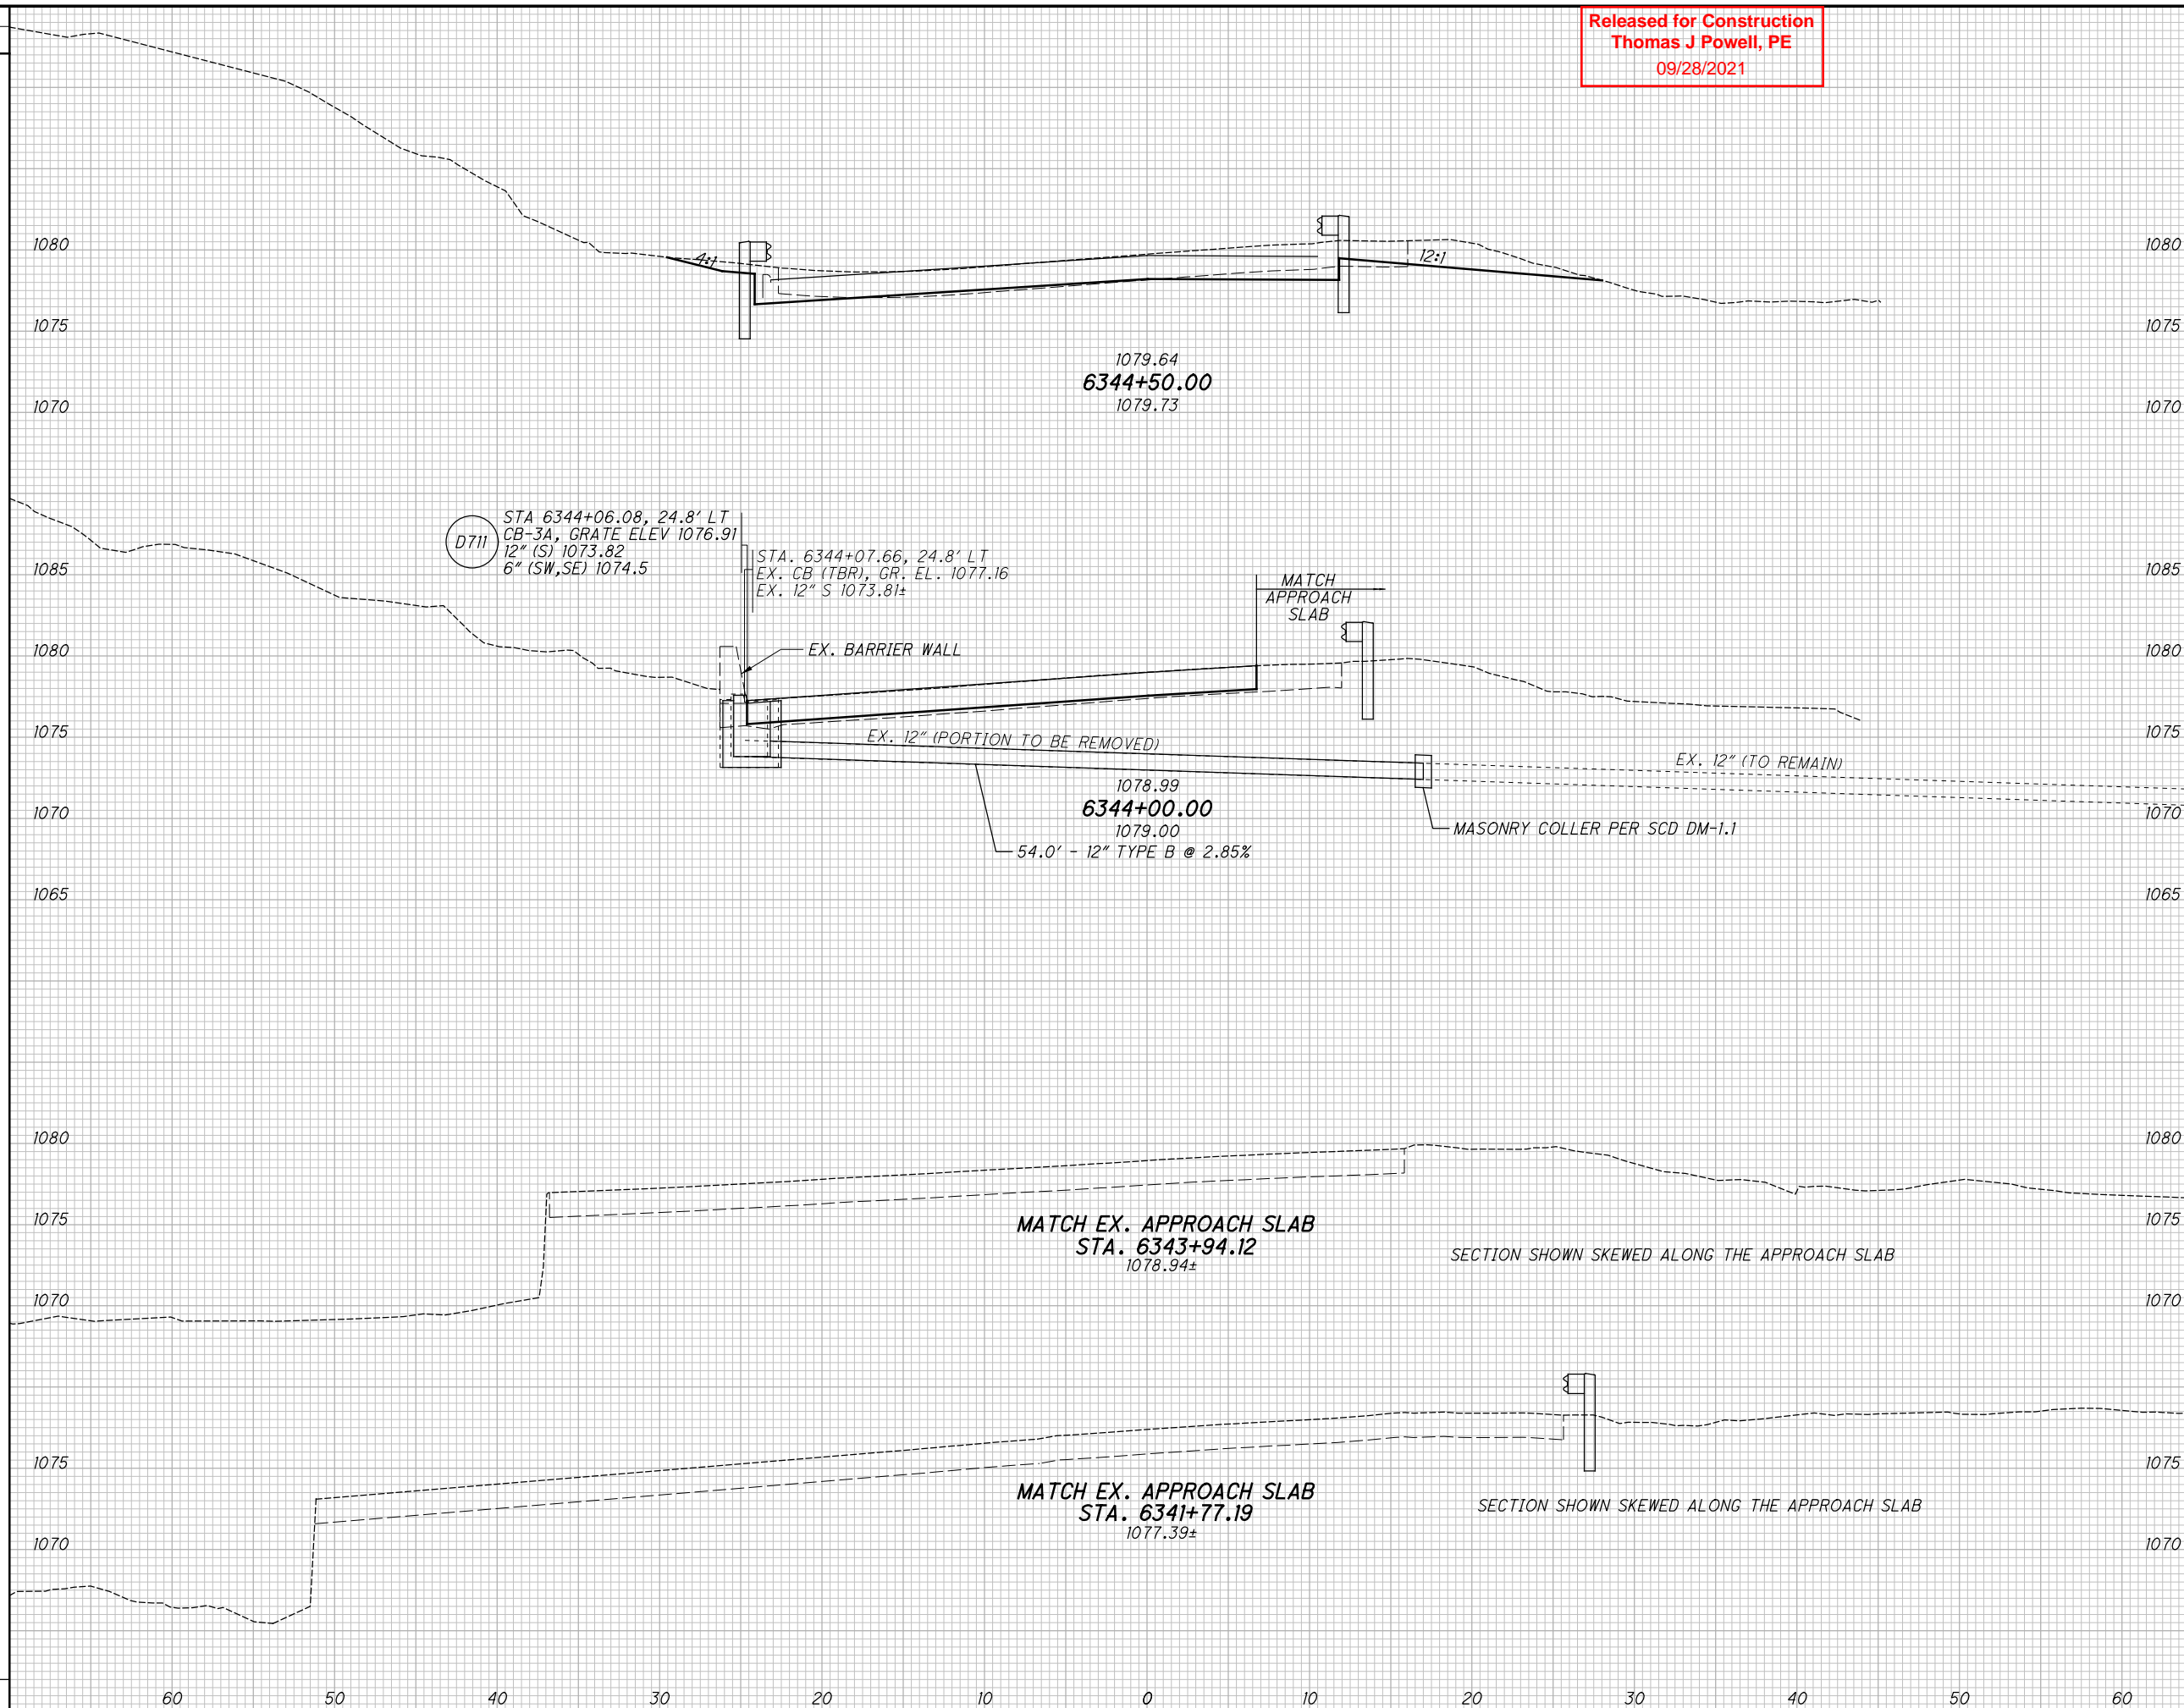 Released for Construction
Thomas J Powell, PE
09/28/2021
1080 1080
4:1
12:1
1075 1075
1079.64
6344+50.00
1079.73
1070 1070
D711
STA 6344+06.08, 24.8' LT
CB-3A, GRATE ELEV 1076.91
12" (S) 1073.82
6" (SW,SE) 1074.5
STA. 6344+07.66, 24.8' LT
EX. CB (TBR), GR. EL. 1077.16
EX. 12" S 1073.81±
1085 1085
MATCH
APPROACH
SLAB
1080 1080
EX. BARRIER WALL
1075 1075
EX. 12" (PORTION TO BE REMOVED)
EX. 12" (TO REMAIN)
1078.99
6344+00.00
1079.00
1070 1070
MASONRY COLLER PER SCD DM-1.1
54.0' - 12" TYPE B @ 2.85%
1065 1065
1080 1080
1075 1075
MATCH EX. APPROACH SLAB
STA. 6343+94.12
1078.94±
SECTION SHOWN SKEWED ALONG THE APPROACH SLAB
1070 1070
1075 1075
MATCH EX. APPROACH SLAB
STA. 6341+77.19
1077.39±
SECTION SHOWN SKEWED ALONG THE APPROACH SLAB
1070 1070
60 50 40 30 20 10 0 10 20 30 40 50 60